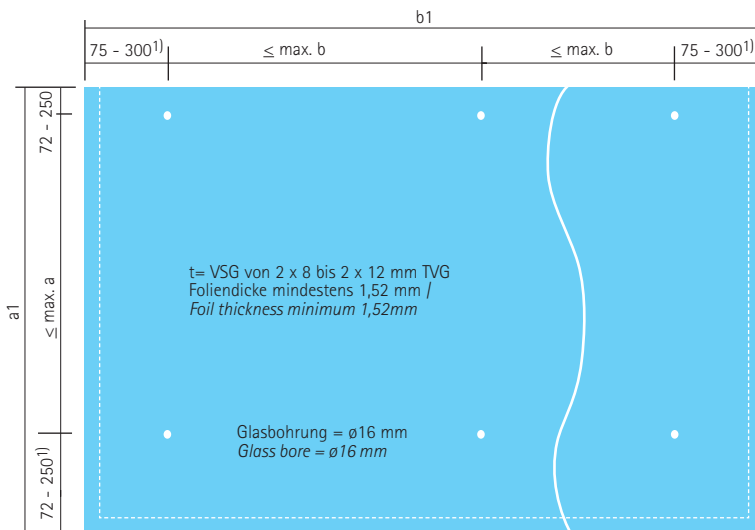 b1
75 - 300¹⁾ ≤ max. b ≤ max. b 75 - 300¹⁾
72 - 250
a1
≤ max. a
t= VSG von 2 x 8 bis 2 x 12 mm TVG
Foliendicke mindestens 1,52 mm /
Foil thickness minimum 1,52mm
Glasbohrung = ø16 mm
Glass bore = ø16 mm
72 - 250¹⁾